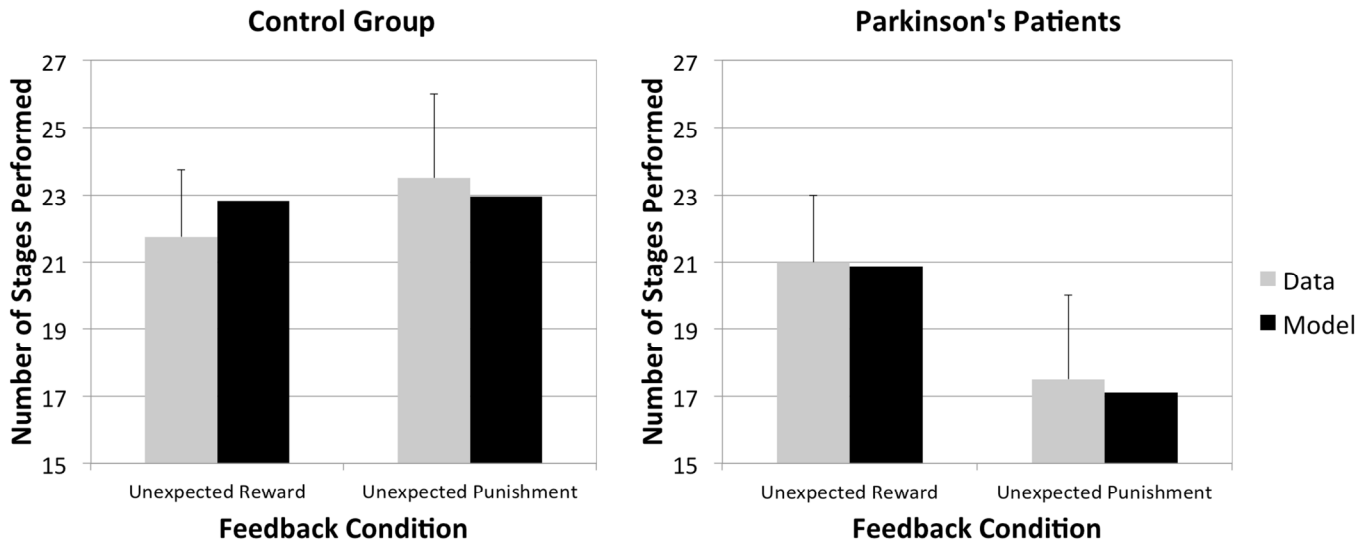 Control Group
Number of Stages Performed
27
25
23
21
19
17
15
Unexpected Reward
Unexpected Punishment
Feedback Condition
Parkinson's Patients
Number of Stages Performed
27
25
23
21
19
17
15
Unexpected Reward
Unexpected Punishment
Feedback Condition
Data
Model